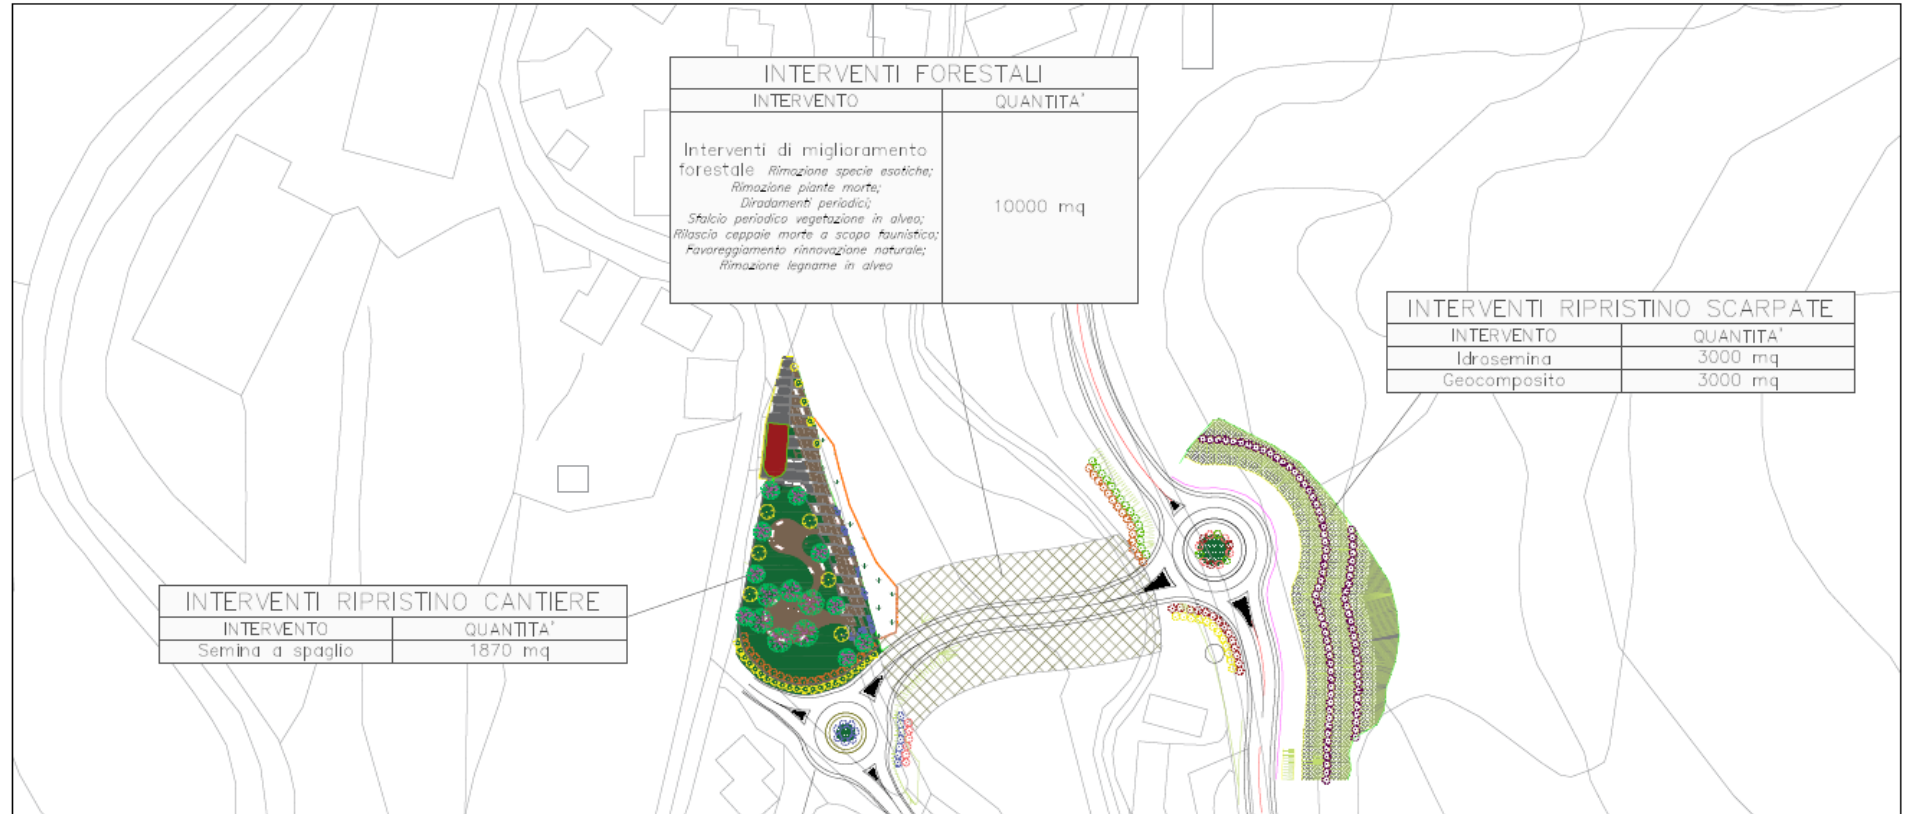 INTERVENTI FORESTALI
INTERVENTO QUANTITA'
Interventi di miglioramento
forestale Rimozione specie esotiche;
Rimozione piante morte;
Diradamenti periodici;
Sfalcio periodico vegetazione in alveo;
Rilascio ceppaie morte a scopo faunistico;
Favoreggiamento rinnovazione naturale;
Rimozione legname in alveo
10000 mq
INTERVENTI RIPRISTINO SCARPATE
INTERVENTO QUANTITA'
Idrosemina 3000 mq
Geocomposito 3000 mq
INTERVENTI RIPRISTINO CANTIERE
INTERVENTO QUANTITA'
Semina a spaglio 1870 mq